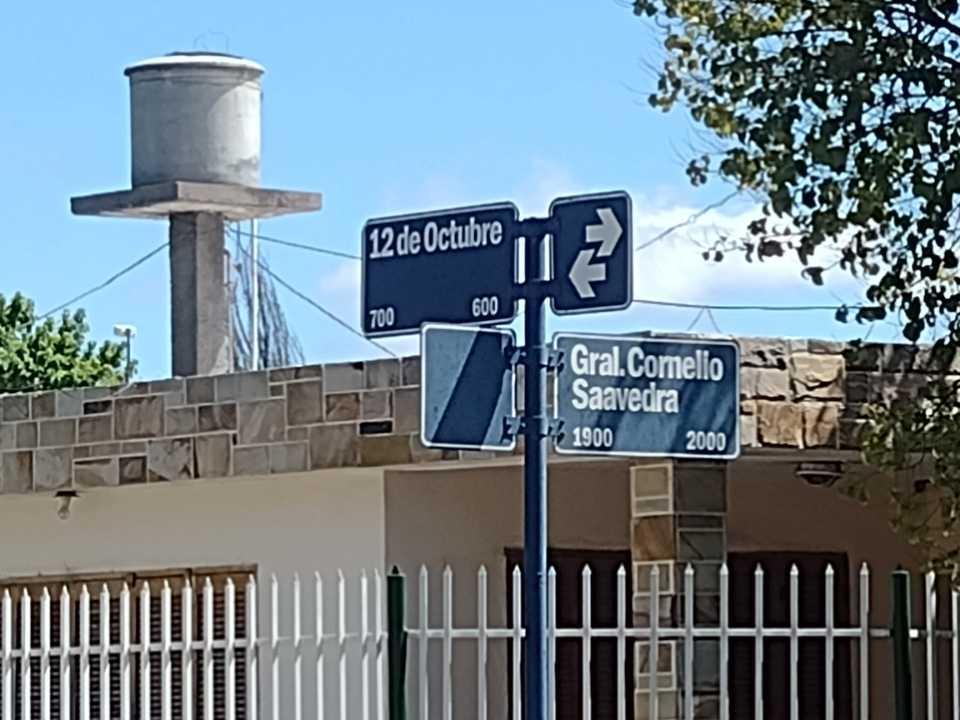 12 de Octubre
700 600
Gral. Cornelio
Saavedra
1900 2000